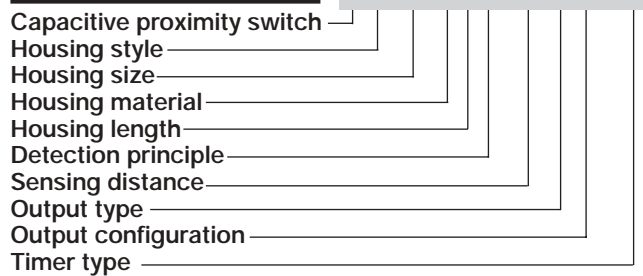 Capacitive proximity switch
Housing style
Housing size
Housing material
Housing length
Detection principle
Sensing distance
Output type
Output configuration
Timer type